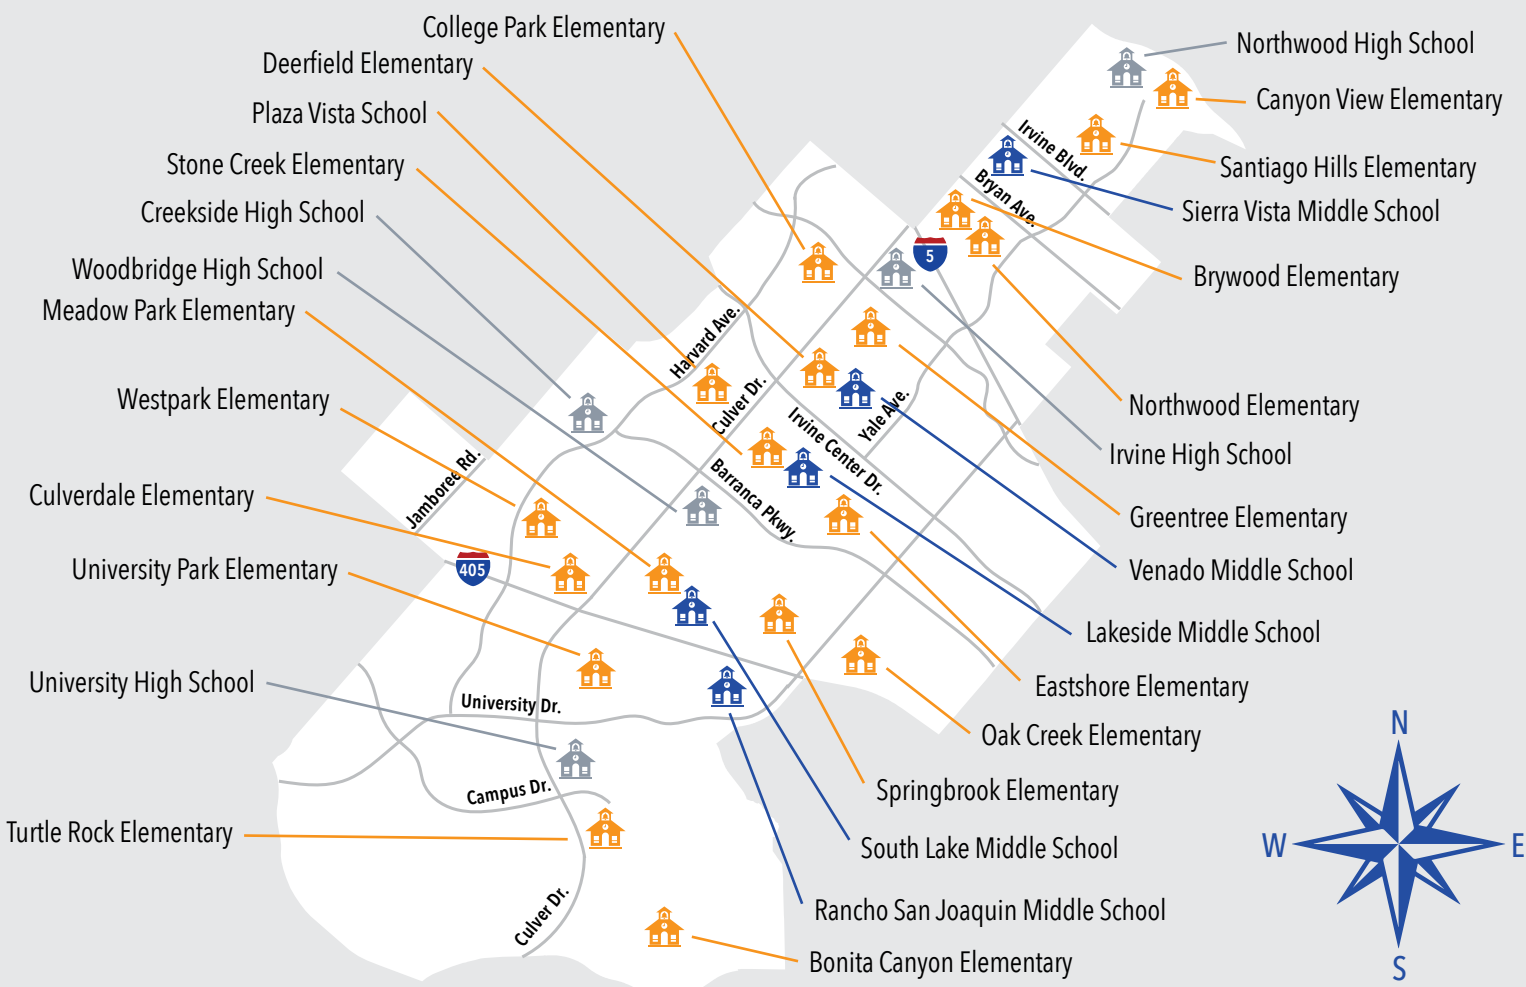 College Park Elementary
Deerfield Elementary
Plaza Vista School
Stone Creek Elementary
Creekside High School
Woodbridge High School
Meadow Park Elementary
Westpark Elementary
Culverdale Elementary
University Park Elementary
University High School
Turtle Rock Elementary
Northwood High School
Canyon View Elementary
Santiago Hills Elementary
Sierra Vista Middle School
Brywood Elementary
Northwood Elementary
Irvine High School
Greentree Elementary
Venado Middle School
Lakeside Middle School
Eastshore Elementary
Oak Creek Elementary
Springbrook Elementary
South Lake Middle School
Rancho San Joaquin Middle School
Bonita Canyon Elementary
Irvine Blvd.
Bryan Ave.
5
Harvard Ave.
Culver Dr.
Yale Ave.
Irvine Center Dr.
Barranca Pkwy.
Jamboree Rd.
405
University Dr.
Campus Dr.
Culver Dr.
N
W
E
S